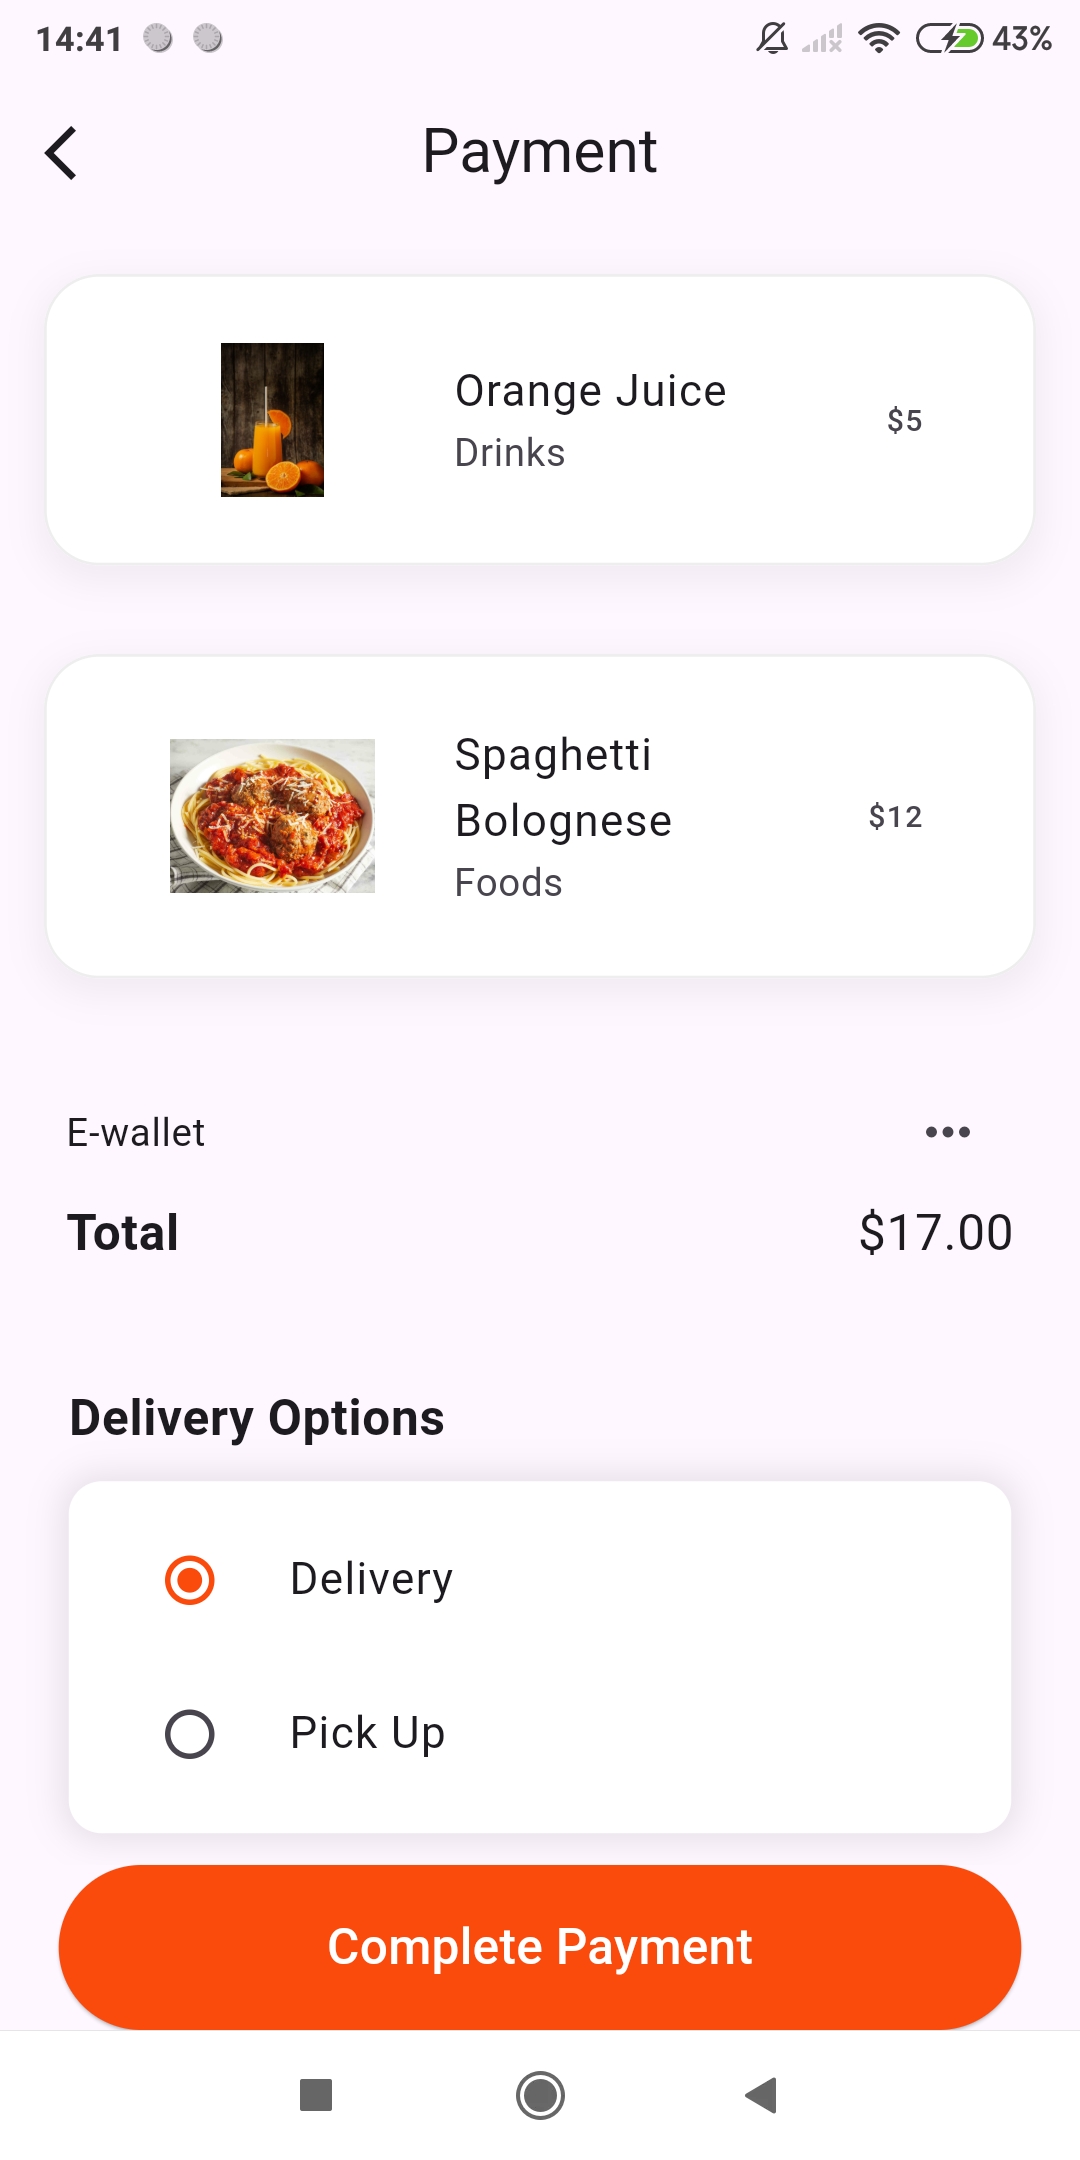 14:41
43%
Payment
Orange Juice
Drinks
$5
Spaghetti
Bolognese
Foods
$12
E-wallet
Total
$17.00
Delivery Options
Delivery
Pick Up
Complete Payment